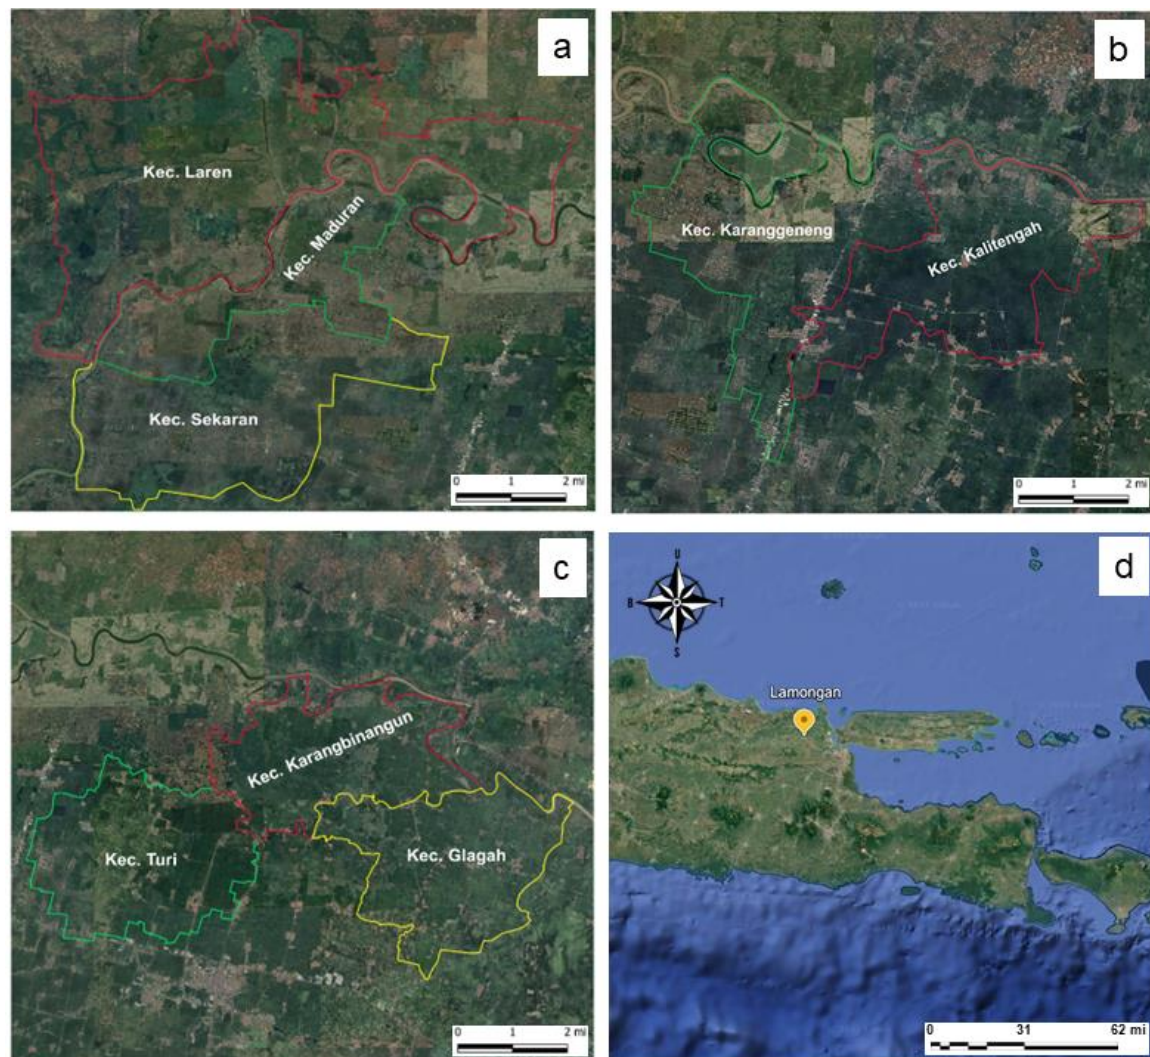 a
Kec. Laren
Kec. Maduran
Kec. Sekaran
0 1 2 mi
b
Kec. Karanggeneng
Kec. Kalitengah
0 1 2 mi
c
Kec. Karangbinangun
Kec. Turi
Kec. Glagah
0 1 2 mi
d
U
B T
S
Lamongan
0 31 62 mi